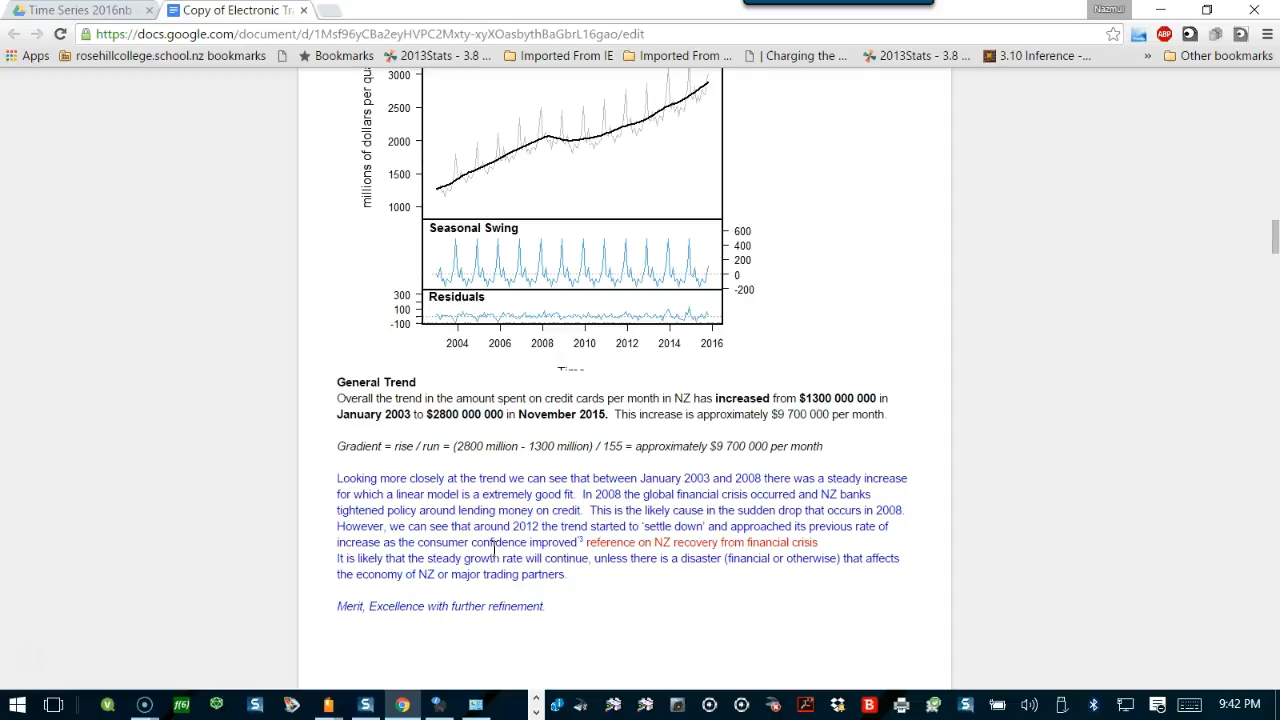 Time Series 2016nb
Copy of Electronic Tr
Nazmul
https://docs.google.com/document/d/1Msf96yCBa2eyHVPC2Mxty-xyXOasbythBaGbrL16gao/edit
Apps
rosehillcollege.school.nz bookmarks
Bookmarks
2013Stats - 3.8 ...
Imported From IE
Imported From ...
| Charging the ...
2013Stats - 3.8 ...
3.10 Inference -...
»
Other bookmarks
millions of dollars per qua
3000
2500
2000
1500
1000
Seasonal Swing
600
400
200
0
-200
Residuals
300
100
-100
2004 2006 2008 2010 2012 2014 2016
General Trend
Overall the trend in the amount spent on credit cards per month in NZ has increased from $1300 000 000 in
January 2003 to $2800 000 000 in November 2015. This increase is approximately $9 700 000 per month.
Gradient = rise / run = (2800 million - 1300 million) / 155 = approximately $9 700 000 per month
Looking more closely at the trend we can see that between January 2003 and 2008 there was a steady increase
for which a linear model is a extremely good fit. In 2008 the global financial crisis occurred and NZ banks
tightened policy around lending money on credit. This is the likely cause in the sudden drop that occurs in 2008.
However, we can see that around 2012 the trend started to 'settle down' and approached its previous rate of
increase as the consumer confidence improved'³ reference on NZ recovery from financial crisis
It is likely that the steady growth rate will continue, unless there is a disaster (financial or otherwise) that affects
the economy of NZ or major trading partners.
Merit, Excellence with further refinement.
9:42 PM